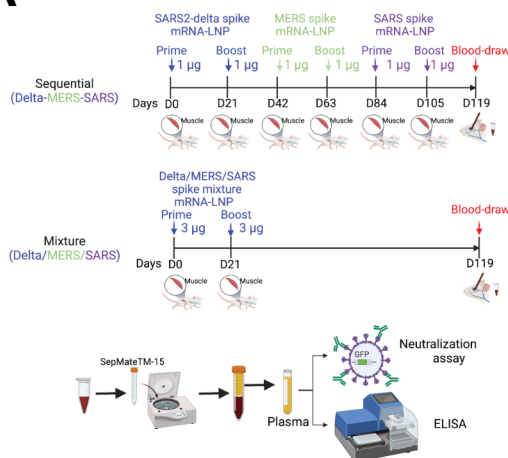 SARS2-delta spike MERS spike SARS spike
mRNA-LNP mRNA-LNP mRNA-LNP
Prime Boost Prime Boost Prime Boost Blood-draw
1 μg 1 μg 1 μg 1 μg 1 μg 1 μg
Sequential
(Delta-MERS-SARS)
Days D0 D21 D42 D63 D84 D105 D119
Muscle Muscle Muscle Muscle Muscle Muscle
Delta/MERS/SARS
spike mixture
mRNA-LNP
Prime Boost Blood-draw
3 μg 3 μg
Mixture
(Delta/MERS/SARS)
Days D0 D21 D119
Muscle Muscle
SepMateTM-15
GFP
Neutralization
assay
Plasma
ELISA